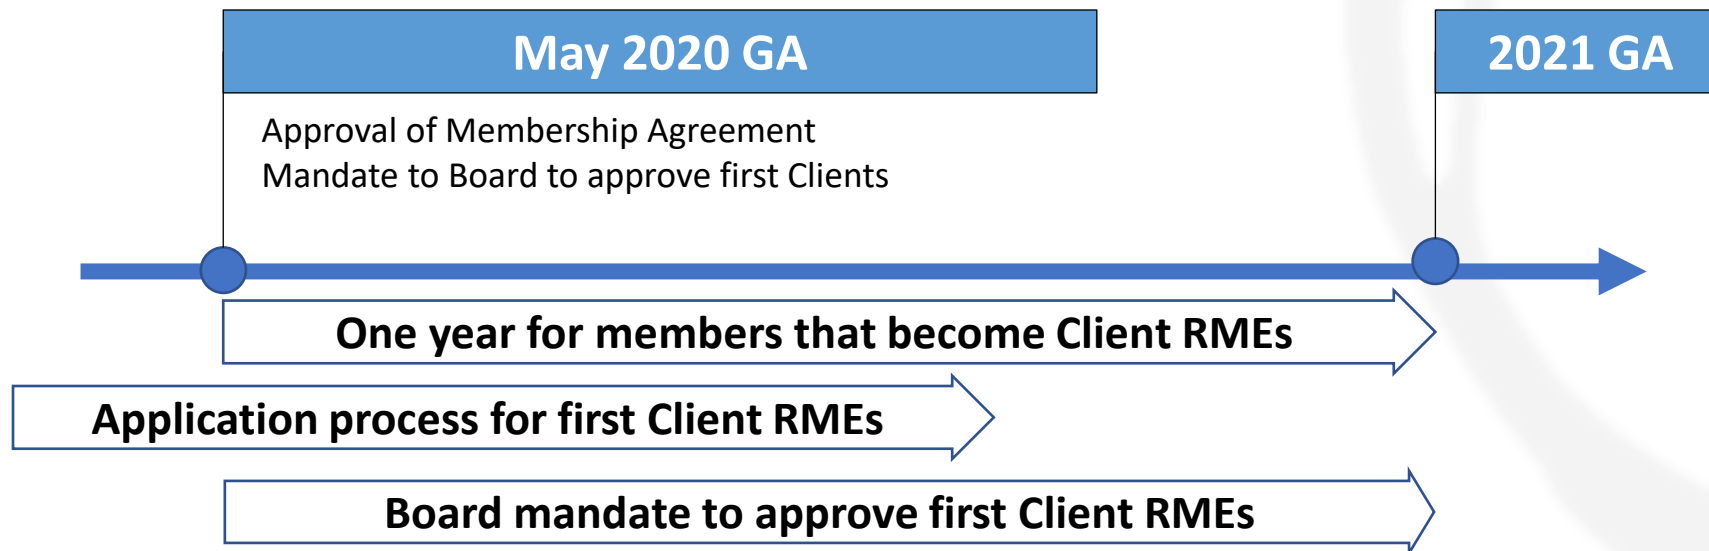 May 2020 GA
2021 GA
Approval of Membership Agreement
Mandate to Board to approve first Clients
One year for members that become Client RMEs
Application process for first Client RMEs
Board mandate to approve first Client RMEs